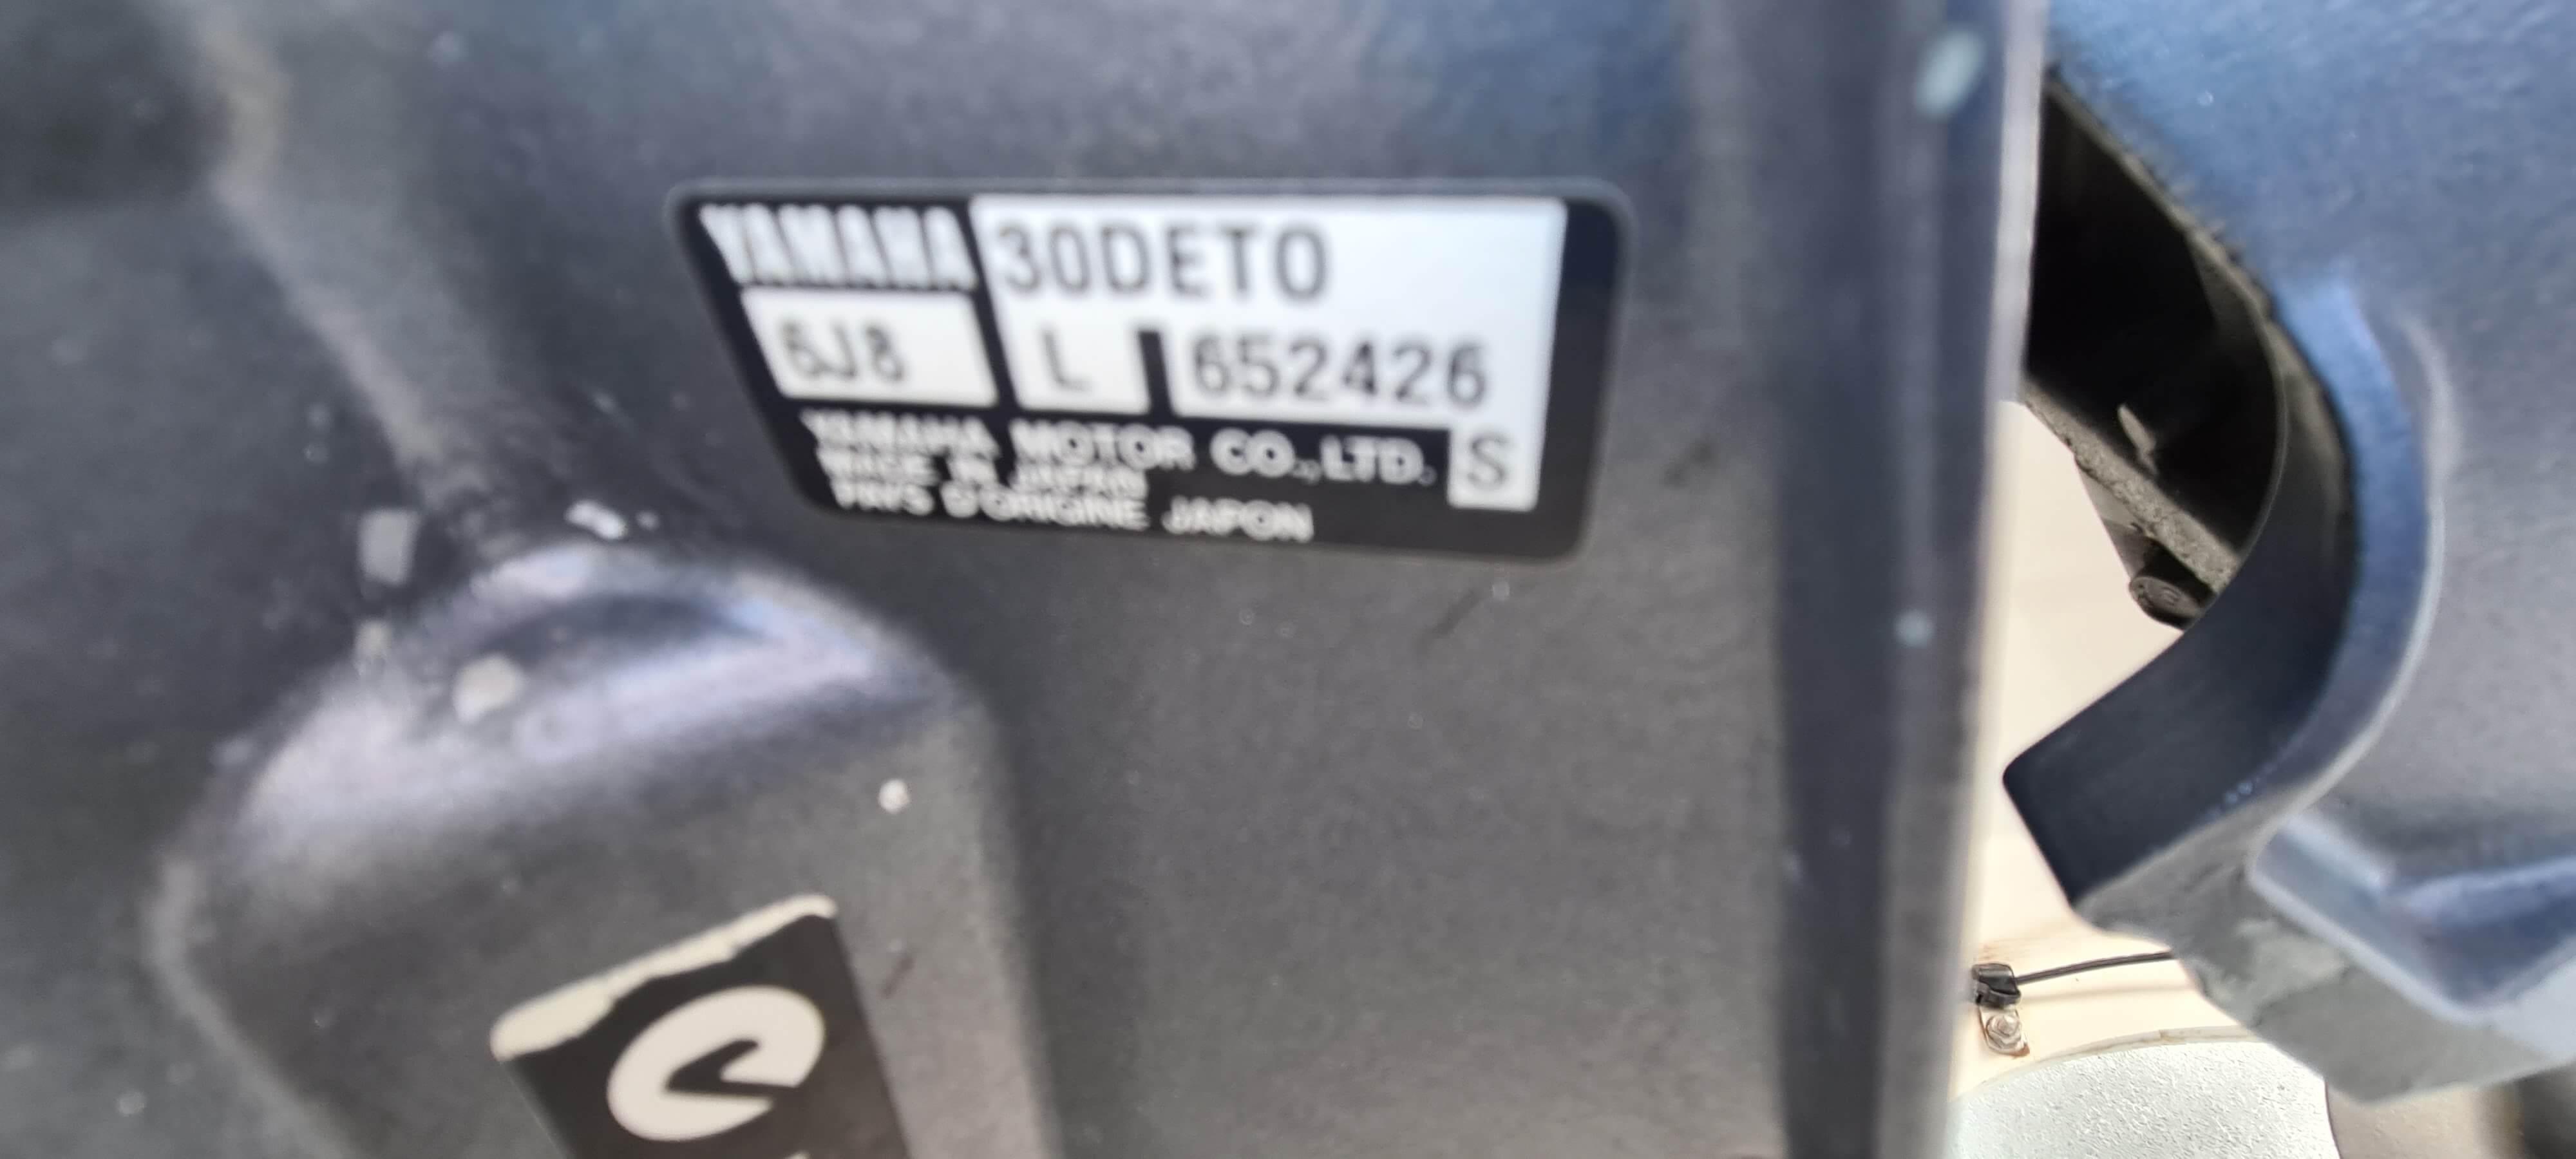 YAMAHA 30DETO
6J8 L 652426
YAMAHA MOTOR CO.,LTD. S
MADE IN JAPAN
PAYS D'ORIGINE JAPON